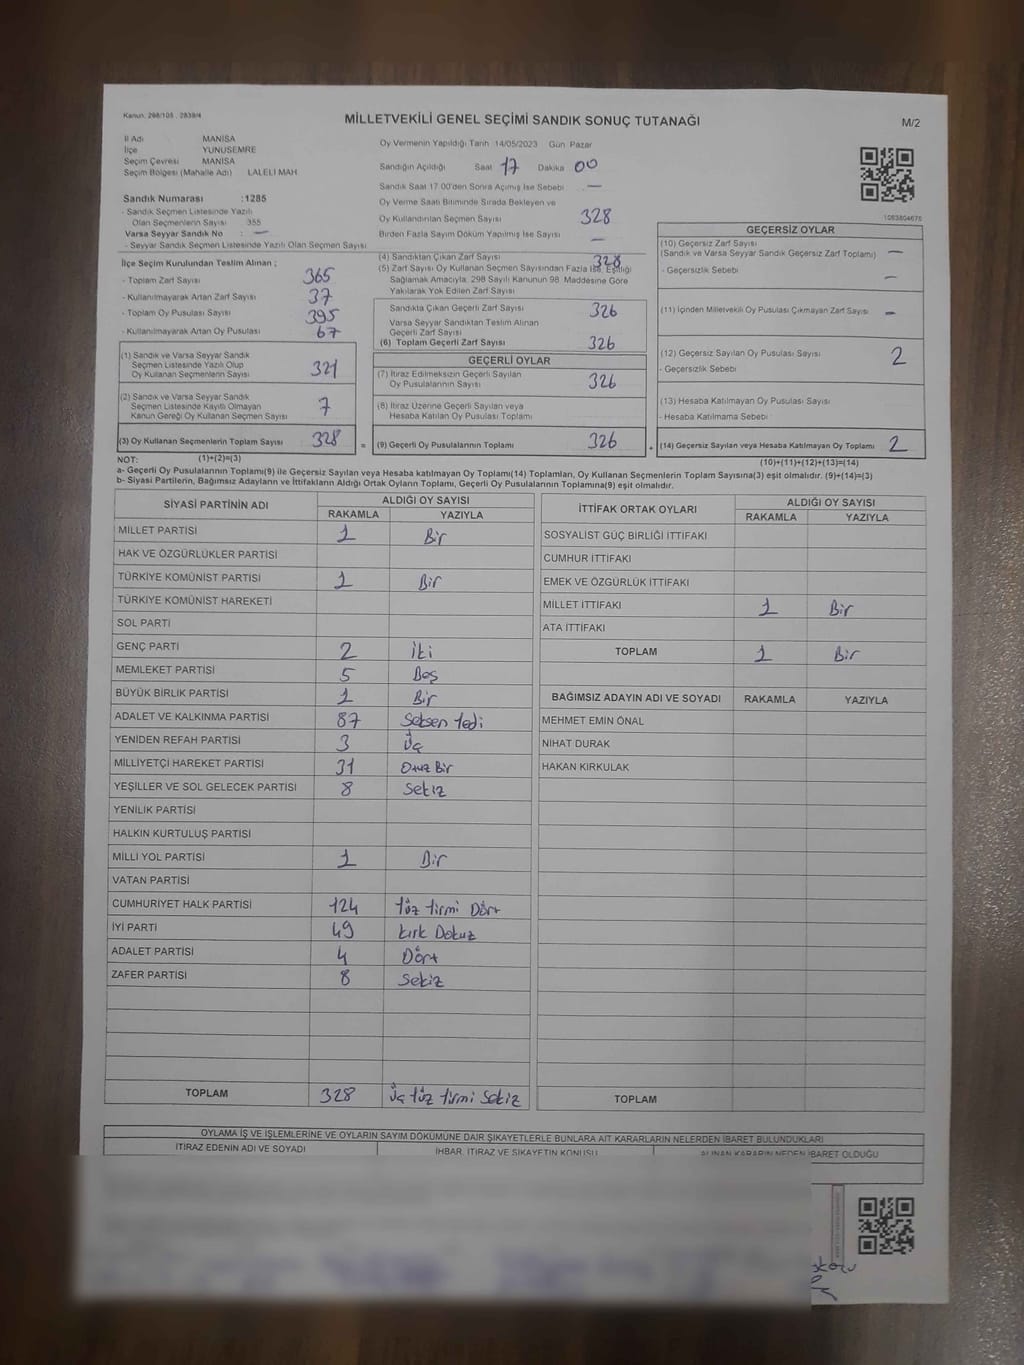 Kanun. 298/105 . 2839/4
MİLLETVEKİLİ GENEL SEÇİMİ SANDIK SONUÇ TUTANAĞI
M/2
İl Adı MANİSA
İlçe YUNUSEMRE
Seçim Çevresi MANİSA
Seçim Bölgesi (Mahalle Adı) LALELİ MAH
Sandık Numarası :1285
- Sandık Seçmen Listesinde Yazılı
Olan Seçmenlerin Sayısı 355
Varsa Seyyar Sandık No : —
- Seyyar Sandık Seçmen Listesinde Yazılı Olan Seçmen Sayısı
Oy Vermenin Yapıldığı Tarih 14/05/2023 Gün Pazar
Sandığın Açıldığı Saat 17 Dakika 00
Sandık Saat 17 00'den Sonra Açımış İse Sebebi —
Oy Verme Saati Bitiminde Sırada Bekleyen ve
Oy Kullandırılan Seçmen Sayısı 328
Birden Fazla Sayım Döküm Yapılmış İse Sayısı —
1083804675
İlçe Seçim Kurulundan Teslim Alınan ;
- Toplam Zarf Sayısı 365
- Kullanılmayarak Artan Zarf Sayısı 37
- Toplam Oy Pusulası Sayısı 395
- Kullanılmayarak Artan Oy Pusulası 67
(1) Sandık ve Varsa Seyyar Sandık
Seçmen Listesinde Yazılı Olup
Oy Kullanan Seçmenlerin Sayısı 321
(2) Sandık ve Varsa Seyyar Sandık
Seçmen Listesinde Kayıtlı Olmayan
Kanun Gereği Oy Kullanan Seçmen Sayısı 7
(3) Oy Kullanan Seçmenlerin Toplam Sayısı 328 =
(4) Sandıktan Çıkan Zarf Sayısı 328
(5) Zarf Sayısı Oy Kullanan Seçmen Sayısından Fazla İse, Eşitliği
Sağlamak Amacıyla, 298 Sayılı Kanunun 98. Maddesine Göre
Yakılarak Yok Edilen Zarf Sayısı
Sandıkta Çıkan Geçerli Zarf Sayısı 326
Varsa Seyyar Sandıktan Teslim Alınan
Geçerli Zarf Sayısı
(6) Toplam Geçerli Zarf Sayısı 326
GEÇERLİ OYLAR
(7) İtiraz Edilmeksizin Geçerli Sayılan
Oy Pusulalarının Sayısı 326
(8) İtiraz Üzerine Geçerli Sayılan veya
Hesaba Katılan Oy Pusulası Toplamı
(9) Geçerli Oy Pusulalarının Toplamı 326 +
GEÇERSİZ OYLAR
(10) Geçersiz Zarf Sayısı
(Sandık ve Varsa Seyyar Sandık Geçersiz Zarf Toplamı) —
- Geçersizlik Sebebi —
(11) İçinden Milletvekili Oy Pusulası Çıkmayan Zarf Sayısı —
(12) Geçersiz Sayılan Oy Pusulası Sayısı 2
- Geçersizlik Sebebi
(13) Hesaba Katılmayan Oy Pusulası Sayısı
- Hesaba Katılmama Sebebi
(14) Geçersiz Sayılan veya Hesaba Katılmayan Oy Toplamı 2
NOT: (1)+(2)=(3)
(10)+(11)+(12)+(13)=(14)
a- Geçerli Oy Pusulalarının Toplamı(9) ile Geçersiz Sayılan veya Hesaba katılmayan Oy Toplamı(14) Toplamları, Oy Kullanan Seçmenlerin Toplam Sayısına(3) eşit olmalıdır. (9)+(14)=(3)
b- Siyasi Partilerin, Bağımsız Adayların ve İttifakların Aldığı Ortak Oyların Toplamı, Geçerli Oy Pusulalarının Toplamına(9) eşit olmalıdır.
SİYASİ PARTİNİN ADI ALDIĞI OY SAYISI
RAKAMLA YAZIYLA
MİLLET PARTİSİ 1 Bir
HAK VE ÖZGÜRLÜKLER PARTİSİ
TÜRKİYE KOMÜNİST PARTİSİ 1 Bir
TÜRKİYE KOMÜNİST HAREKETİ
SOL PARTİ
GENÇ PARTİ 2 İki
MEMLEKET PARTİSİ 5 Beş
BÜYÜK BİRLİK PARTİSİ 1 Bir
ADALET VE KALKINMA PARTİSİ 87 Seksen Yedi
YENİDEN REFAH PARTİSİ 3 Üç
MİLLİYETÇİ HAREKET PARTİSİ 31 Otuz Bir
YEŞİLLER VE SOL GELECEK PARTİSİ 8 Sekiz
YENİLİK PARTİSİ
HALKIN KURTULUŞ PARTİSİ
MİLLİ YOL PARTİSİ 1 Bir
VATAN PARTİSİ
CUMHURİYET HALK PARTİSİ 124 Yüz Yirmi Dört
İYİ PARTİ 49 Kırk Dokuz
ADALET PARTİSİ 4 Dört
ZAFER PARTİSİ 8 Sekiz
TOPLAM 328 Üç Yüz Yirmi Sekiz
İTTİFAK ORTAK OYLARI ALDIĞI OY SAYISI
RAKAMLA YAZIYLA
SOSYALİST GÜÇ BİRLİĞİ İTTİFAKI
CUMHUR İTTİFAKI
EMEK VE ÖZGÜRLÜK İTTİFAKI
MİLLET İTTİFAKI 1 Bir
ATA İTTİFAKI
TOPLAM 1 Bir
BAĞIMSIZ ADAYIN ADI VE SOYADI RAKAMLA YAZIYLA
MEHMET EMİN ÖNAL
NİHAT DURAK
HAKAN KIRKULAK
TOPLAM
OYLAMA İŞ VE İŞLEMLERİNE VE OYLARIN SAYIM DÖKÜMÜNE DAİR ŞİKAYETLERLE BUNLARA AİT KARARLARIN NELERDEN İBARET BULUNDUKLARI
İTİRAZ EDENİN ADI VE SOYADI İHBAR, İTİRAZ VE ŞİKAYETİN KONUSU ALINAN KARARIN NEDEN İBARET OLDUĞU